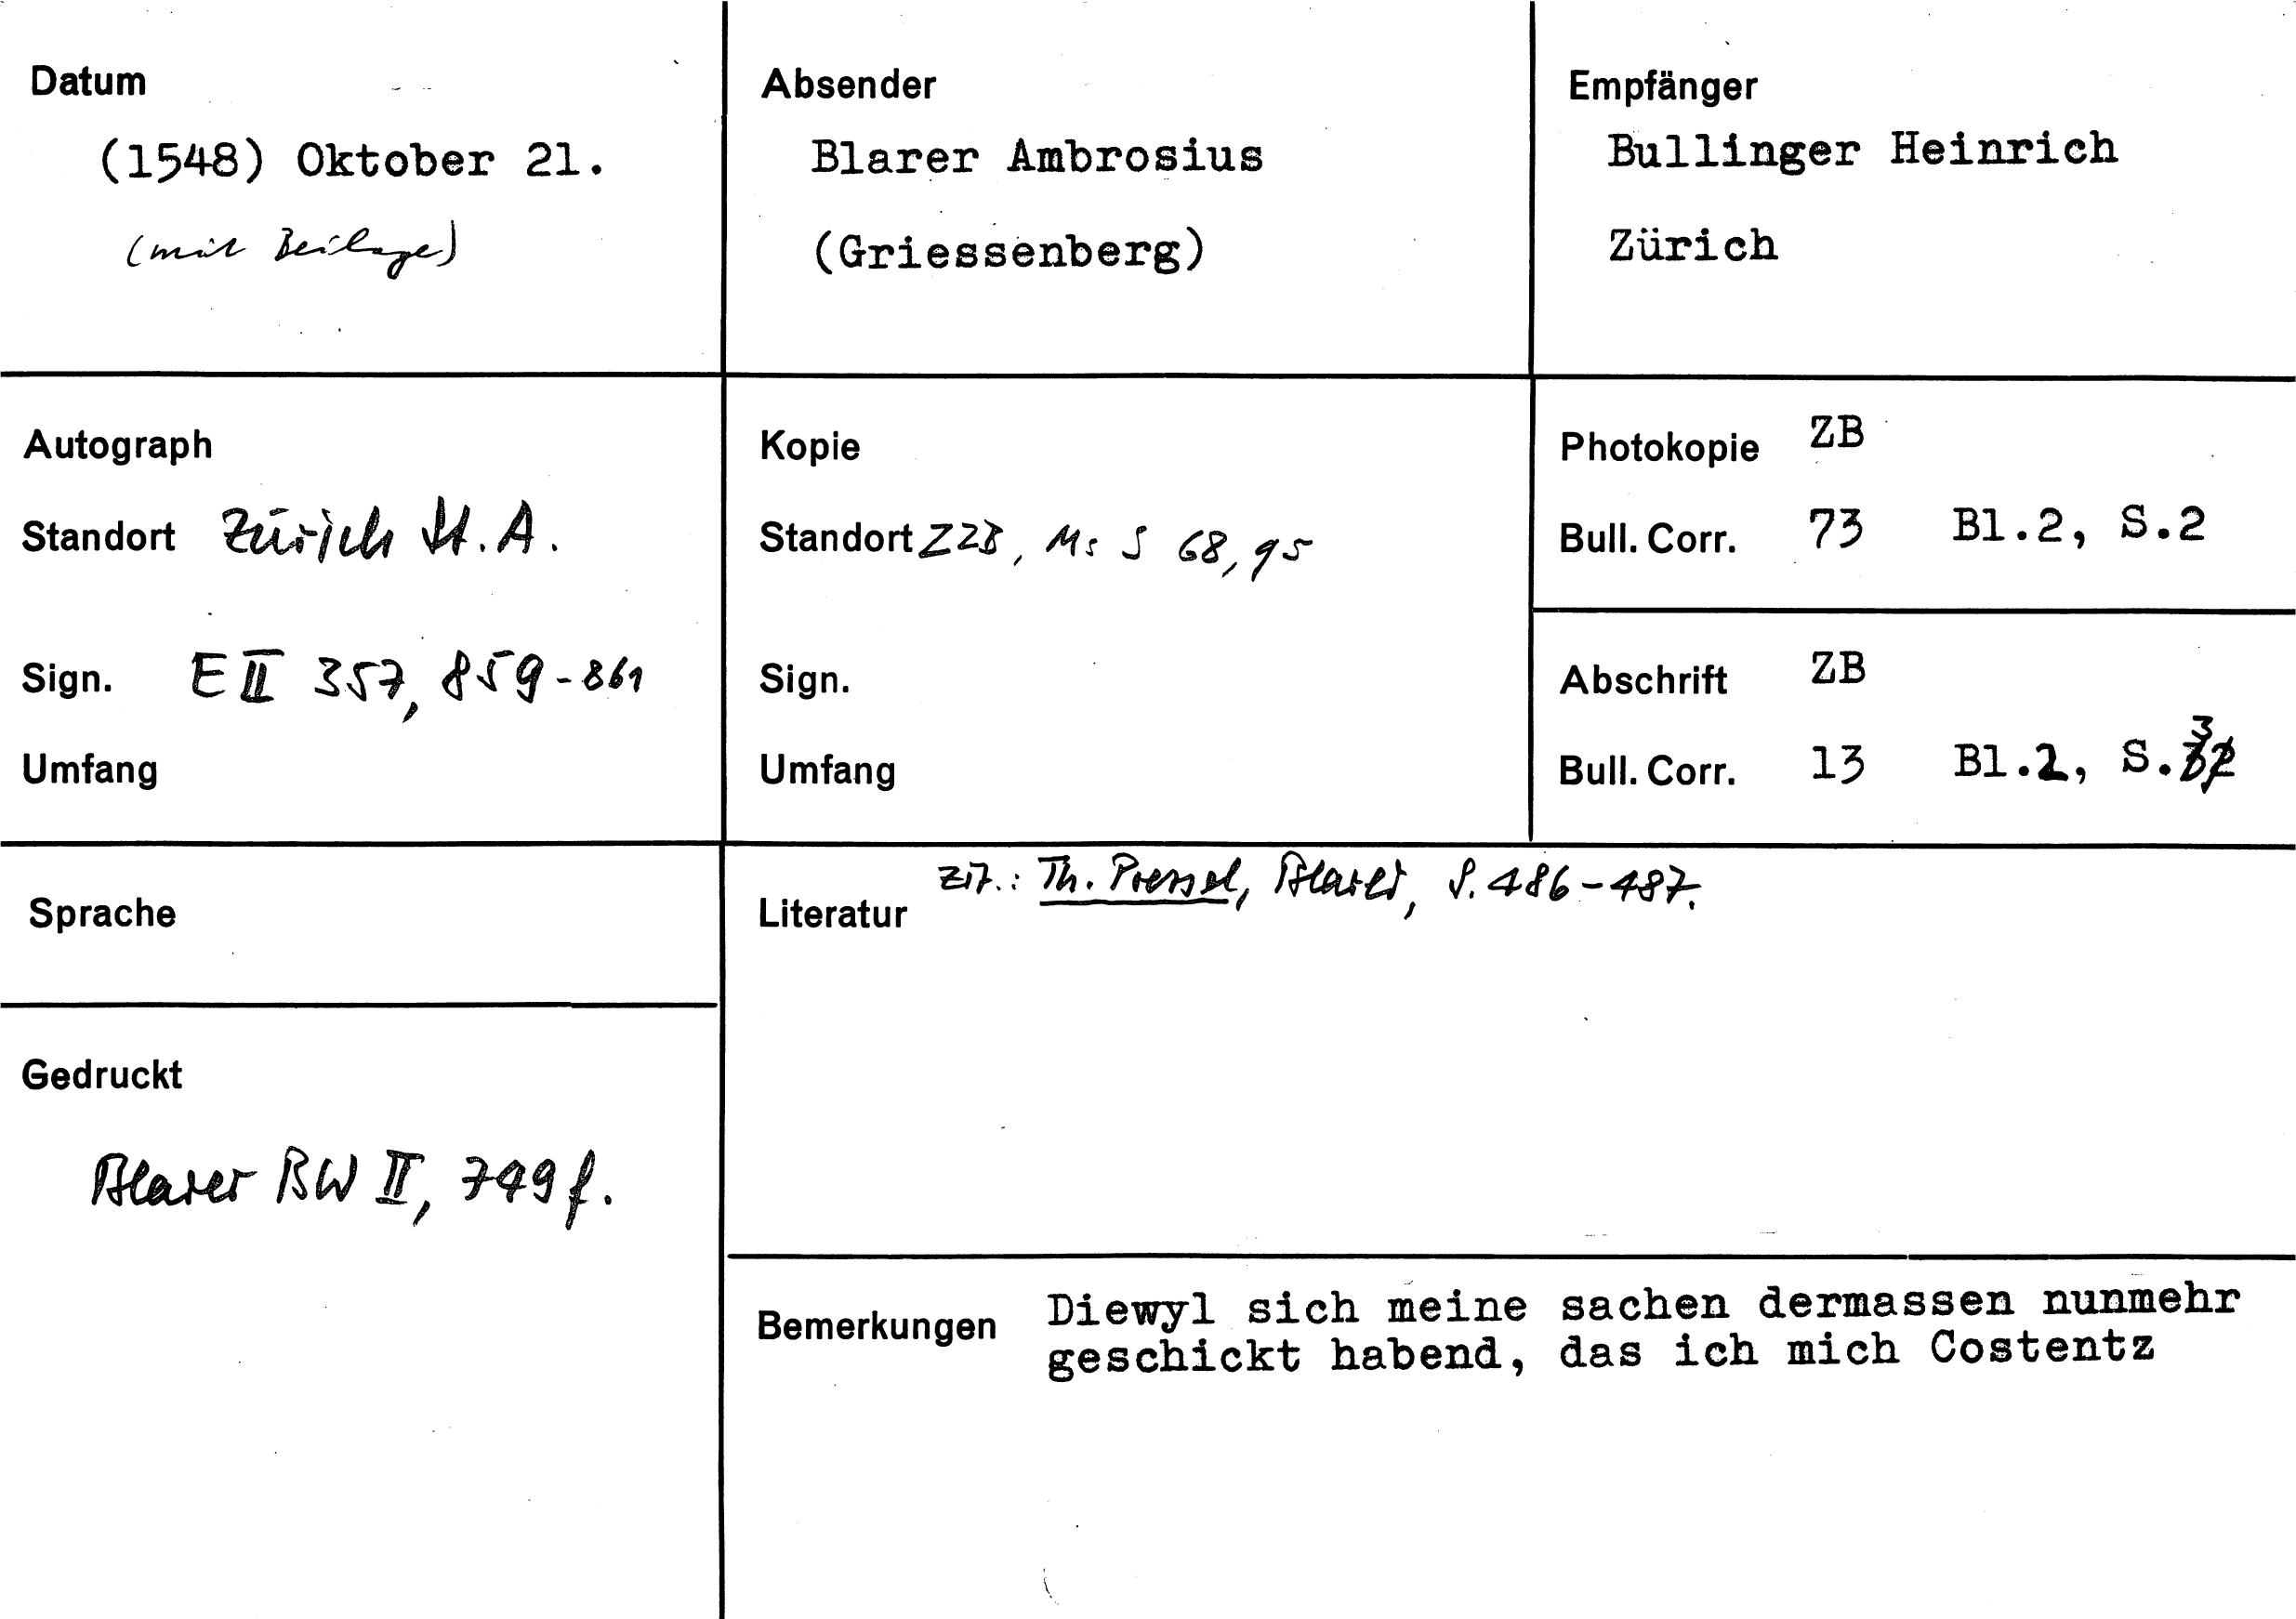 Datum
(1548) Oktober 21.
(mit Beilage)
Absender
Blarer Ambrosius
(Griessenberg)
Empfänger
Bullinger Heinrich
Zürich
Autograph
Standort Zürich St.A.
Sign. E II 357, 859-861
Umfang
Kopie
Standort ZZB, Ms S 68, 95
Sign.
Umfang
Photokopie ZB
Bull. Corr. 73 Bl.2, S.2
Abschrift ZB
Bull. Corr. 13 Bl.2, S.3
Sprache
Gedruckt
Blarer BW II, 749f.
Literatur zit.: Th. Pressel, Blarer, S. 486-487.
Bemerkungen Diewyl sich meine sachen dermassen nunmehr
geschickt habend, das ich mich Costentz